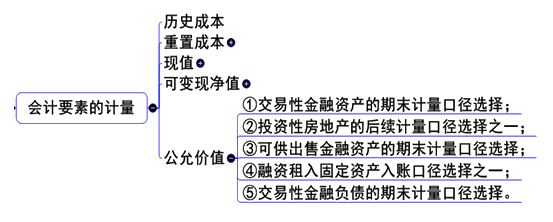 历史成本
重置成本
现值
可变现净值
会计要素的计量
公允价值
①交易性金融资产的期末计量口径选择;
②投资性房地产的后续计量口径选择之一;
③可供出售金融资产的期末计量口径选择;
④融资租入固定资产入账口径选择之一;
⑤交易性金融负债的期末计量口径选择。